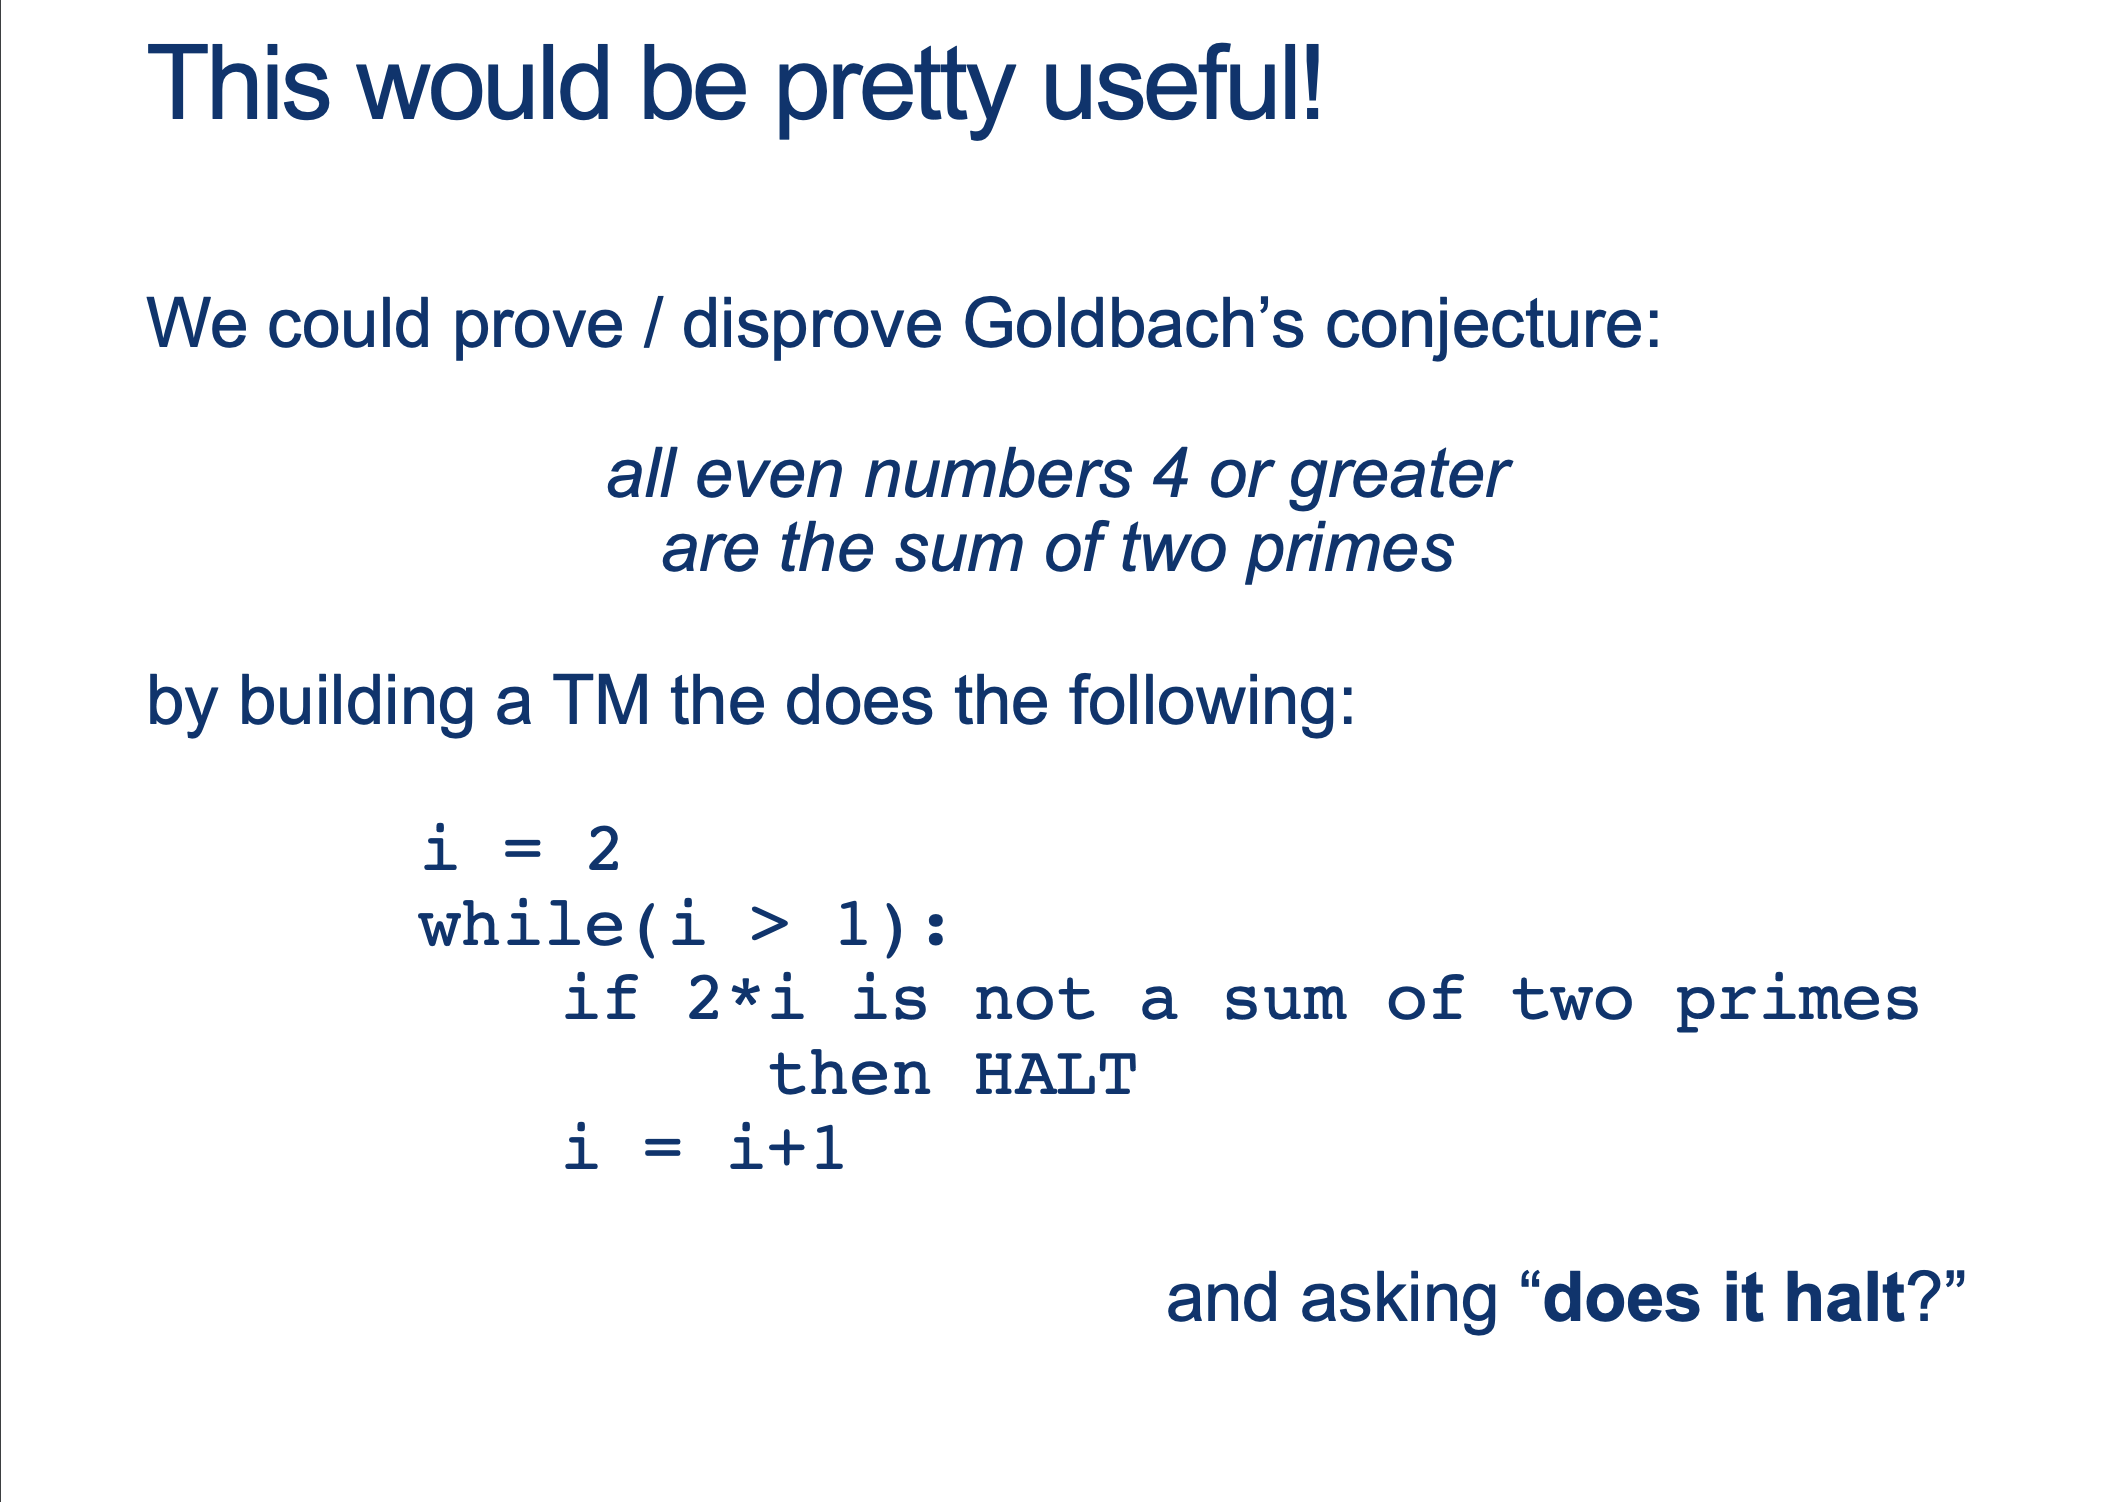 This would be pretty useful!
We could prove / disprove Goldbach’s conjecture:
all even numbers 4 or greater
are the sum of two primes
by building a TM the does the following:
i = 2
while(i > 1):
if 2*i is not a sum of two primes
then HALT
i = i+1
and asking “does it halt?”